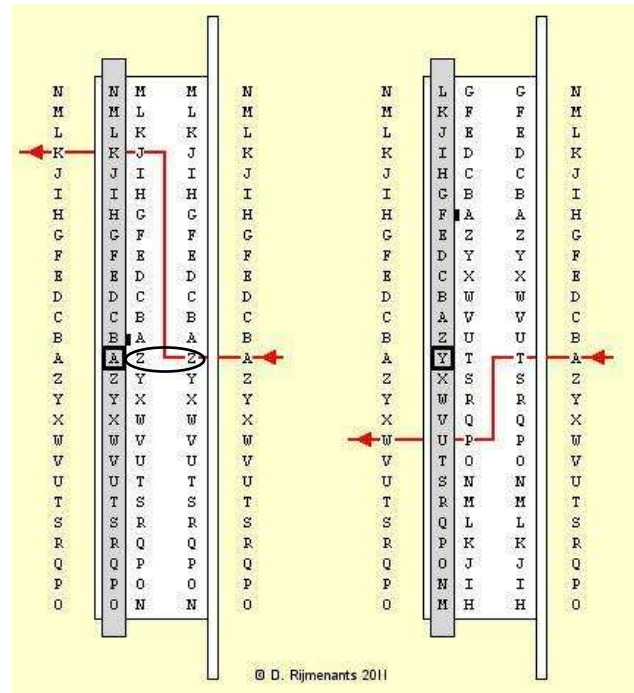 N N M M N N L G G N
M M L L M M K F F M
L L K K L L J E E L
K K J J K K I D D K
J J I I J J H C C J
I I H H I I G B B I
H H G G H H F A A H
G G F F G G E Z Z G
F F E E F F D Y Y F
E E D D E E C X X E
D D C C D D B W W D
C C B B C C A V V C
B B A A B B Z U U B
A A Z Z A A Y T T A
Z Z Y Y Z Z X S S Z
Y Y X X Y Y W R R Y
X X W W X X V Q Q X
W W V V W W U P P W
V V U U V V T O O V
U U T T U U S N N U
T T S S T T R M M T
S S R R S S Q L L S
R R Q Q R R P K K R
Q Q P P Q Q O J J Q
P P O O P P N I I P
O O N N O O M H H O
© D. Rijmenants 2011